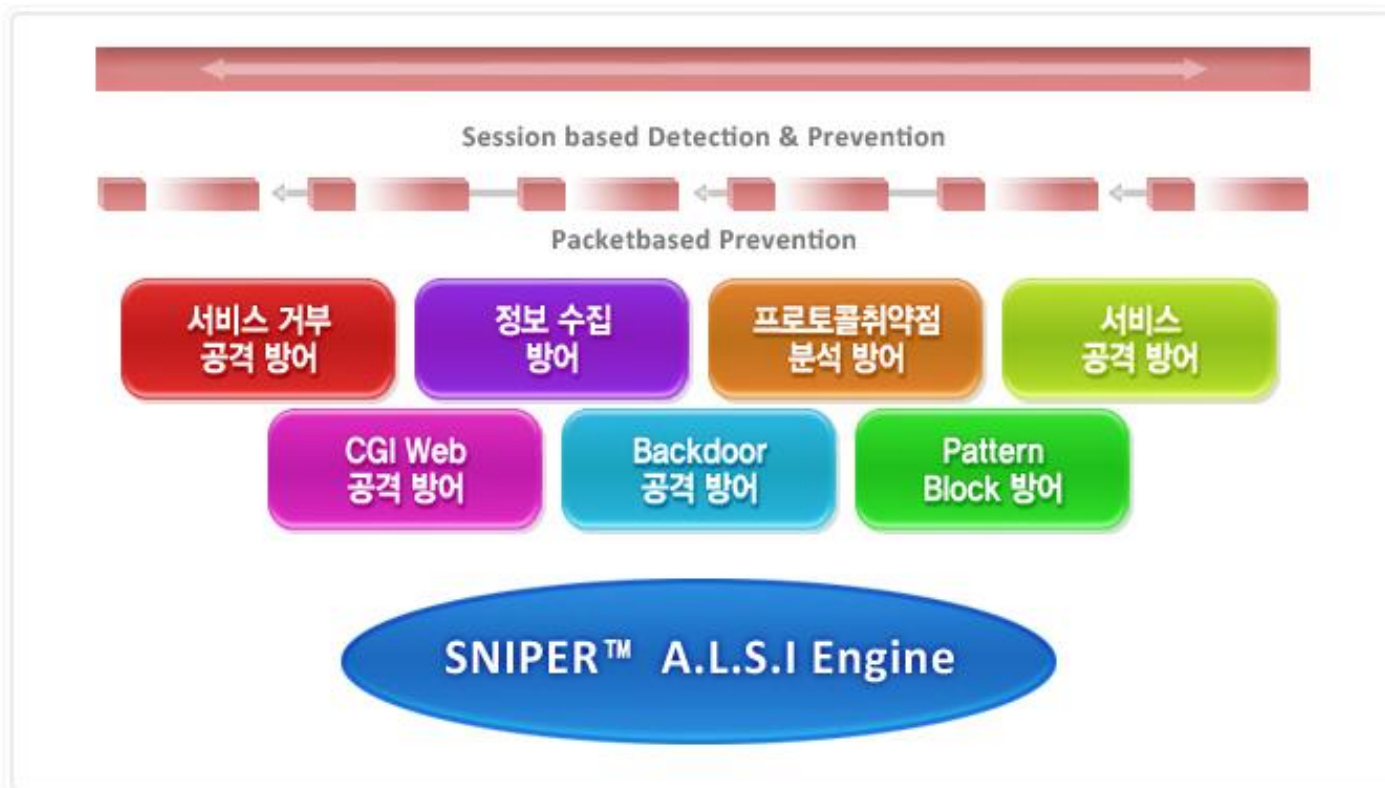 Session based Detection & Prevention
Packetbased Prevention
서비스 거부
공격 방어
정보 수집
방어
프로토콜취약점
분석 방어
서비스
공격 방어
CGI Web
공격 방어
Backdoor
공격 방어
Pattern
Block 방어
SNIPER™ A.L.S.I Engine